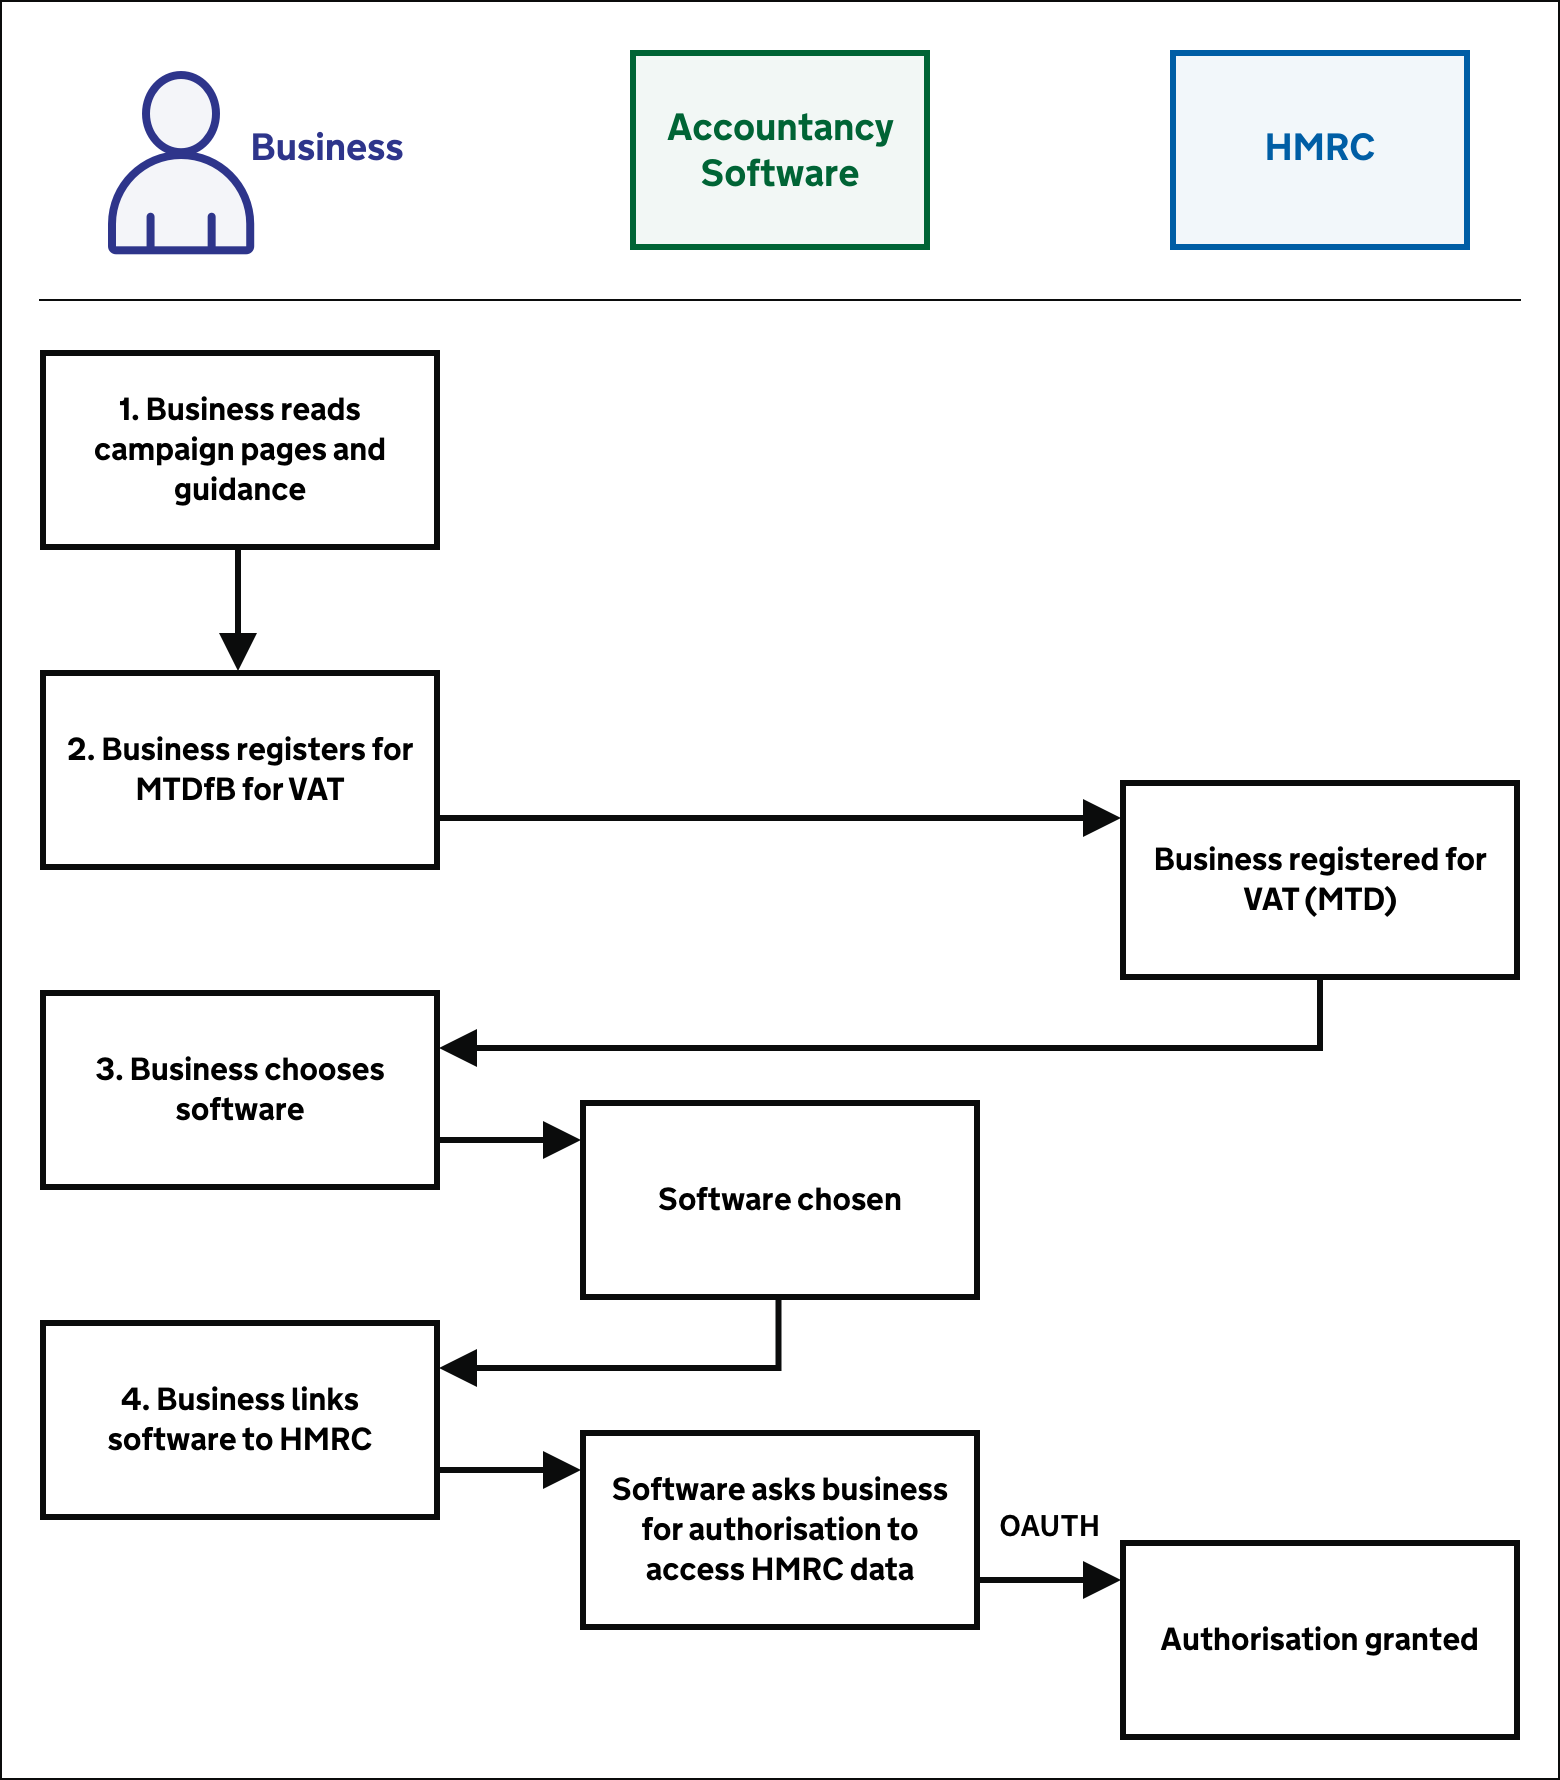 Business
Accountancy
Software
HMRC
1. Business reads
campaign pages and
guidance
2. Business registers for
MTDfB for VAT
Business registered for
VAT (MTD)
3. Business chooses
software
Software chosen
4. Business links
software to HMRC
Software asks business
for authorisation to
access HMRC data
OAUTH
Authorisation granted